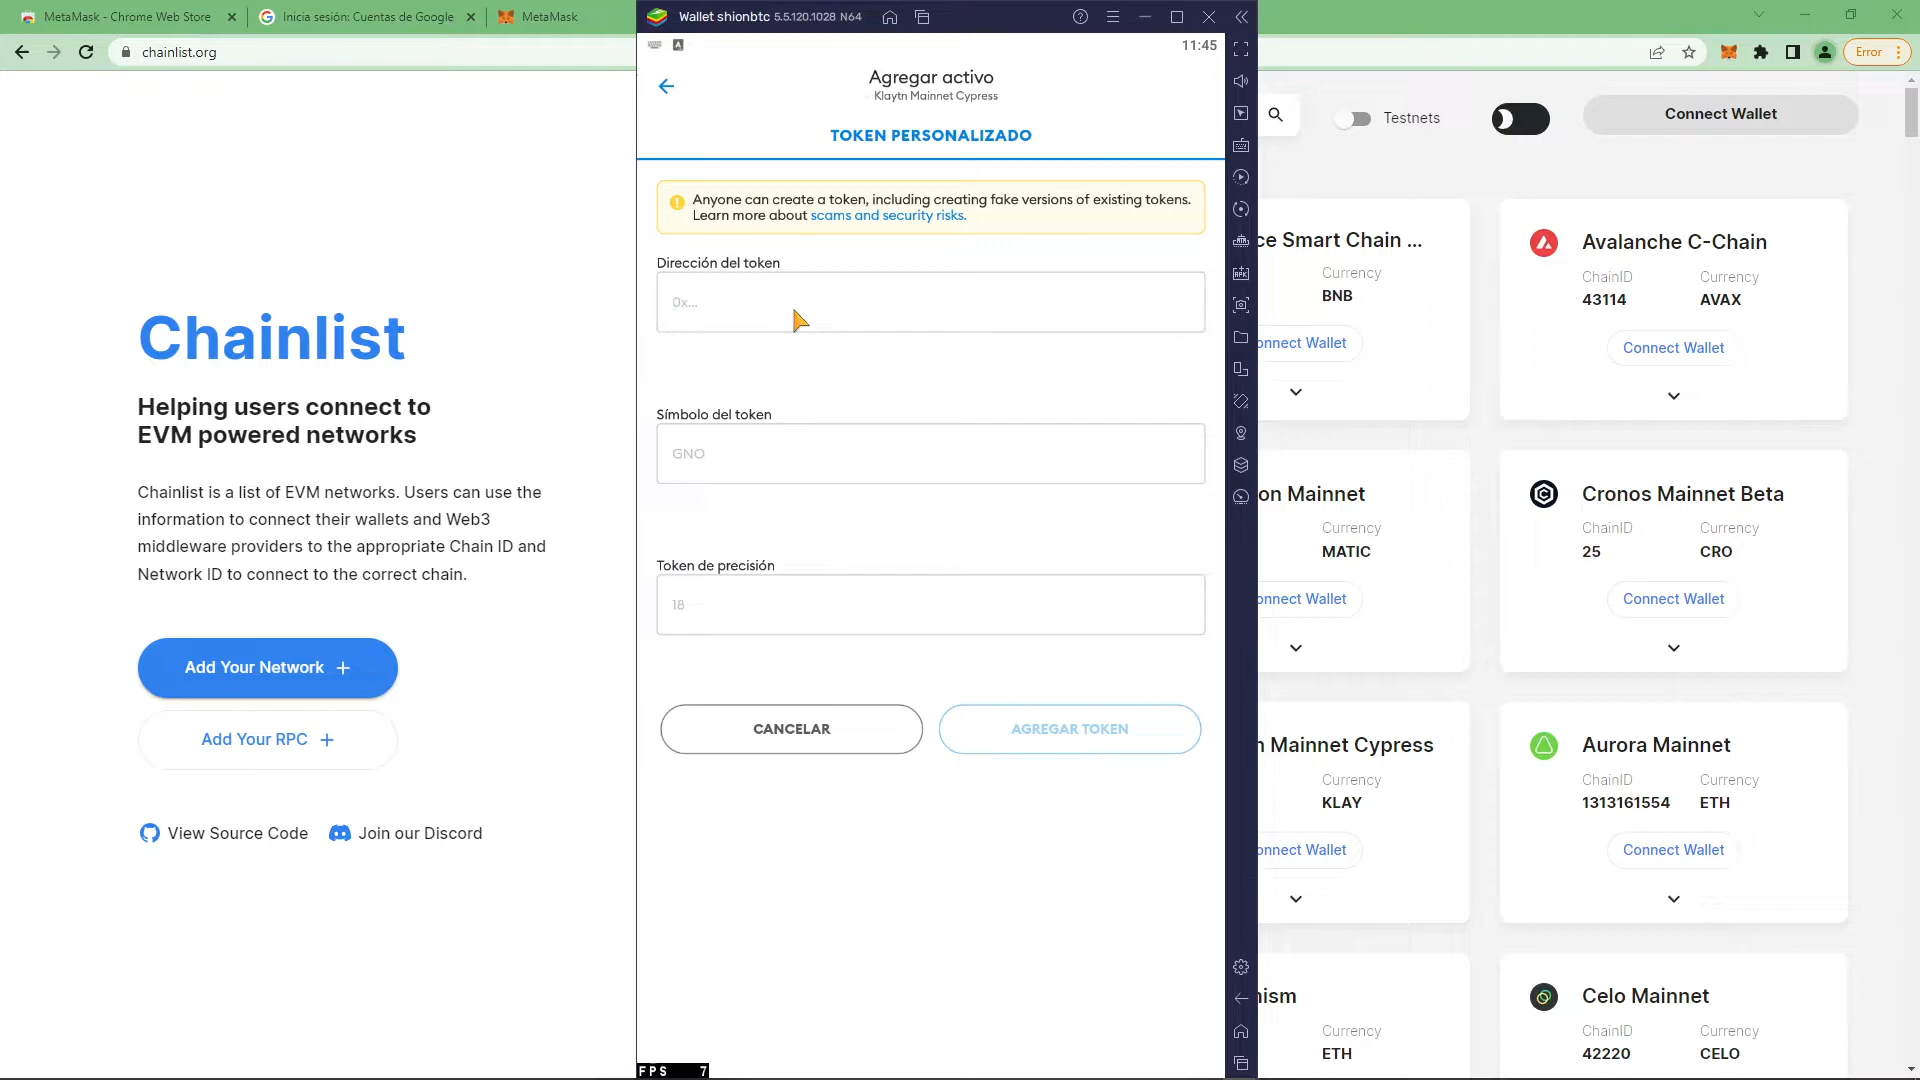 MetaMask - Chrome Web Store
Inicia sesión: Cuentas de Google
MetaMask
chainlist.org
Error
Wallet shionbtc 5.5.120.1028 N64
11:45
Agregar activo
Klaytn Mainnet Cypress
TOKEN PERSONALIZADO
Anyone can create a token, including creating fake versions of existing tokens.
Learn more about scams and security risks.
Dirección del token
0x...
Símbolo del token
GNO
Token de precisión
18
CANCELAR
AGREGAR TOKEN
FPS 7
Chainlist
Helping users connect to
EVM powered networks
Chainlist is a list of EVM networks. Users can use the
information to connect their wallets and Web3
middleware providers to the appropriate Chain ID and
Network ID to connect to the correct chain.
Add Your Network +
Add Your RPC +
View Source Code
Join our Discord
Testnets
Connect Wallet
ce Smart Chain ...
Currency
BNB
onnect Wallet
Avalanche C-Chain
ChainID
Currency
43114
AVAX
Connect Wallet
on Mainnet
Currency
MATIC
onnect Wallet
Cronos Mainnet Beta
ChainID
Currency
25
CRO
Connect Wallet
n Mainnet Cypress
Currency
KLAY
onnect Wallet
Aurora Mainnet
ChainID
Currency
1313161554
ETH
Connect Wallet
nism
Currency
ETH
Celo Mainnet
ChainID
Currency
42220
CELO